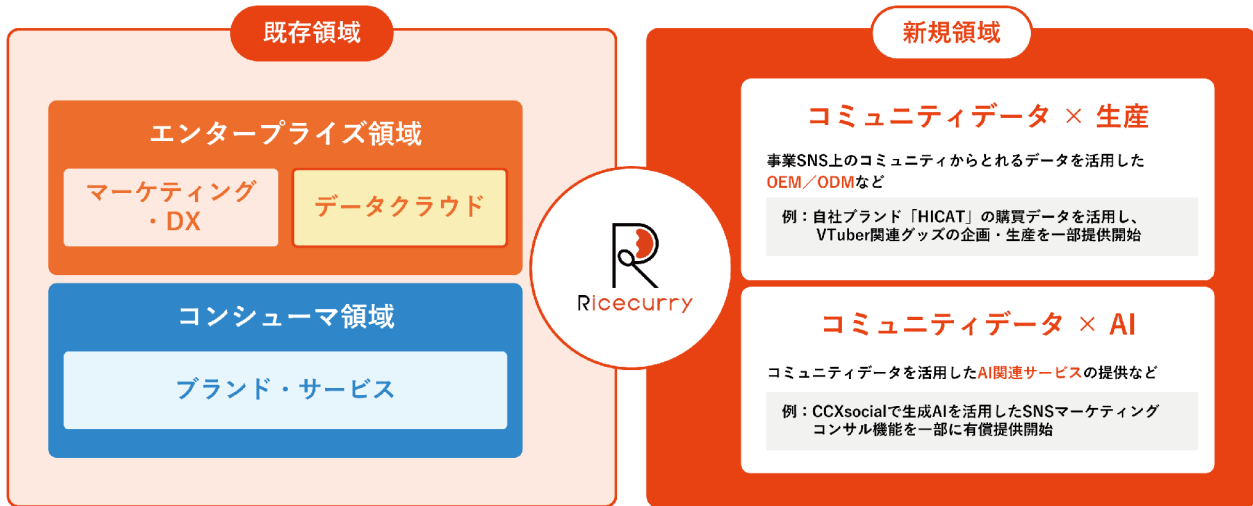 既存領域
エンタープライズ領域
マーケティング
・DX
データクラウド
コンシューマ領域
ブランド・サービス
Ricecurry
新規領域
コミュニティデータ × 生産
事業SNS上のコミュニティからとれるデータを活用した
OEM／ODMなど
例：自社ブランド「HICAT」の購買データを活用し、
VTuber関連グッズの企画・生産を一部提供開始
コミュニティデータ × AI
コミュニティデータを活用したAI関連サービスの提供など
例：CCXsocialで生成AIを活用したSNSマーケティング
コンサル機能を一部に有償提供開始